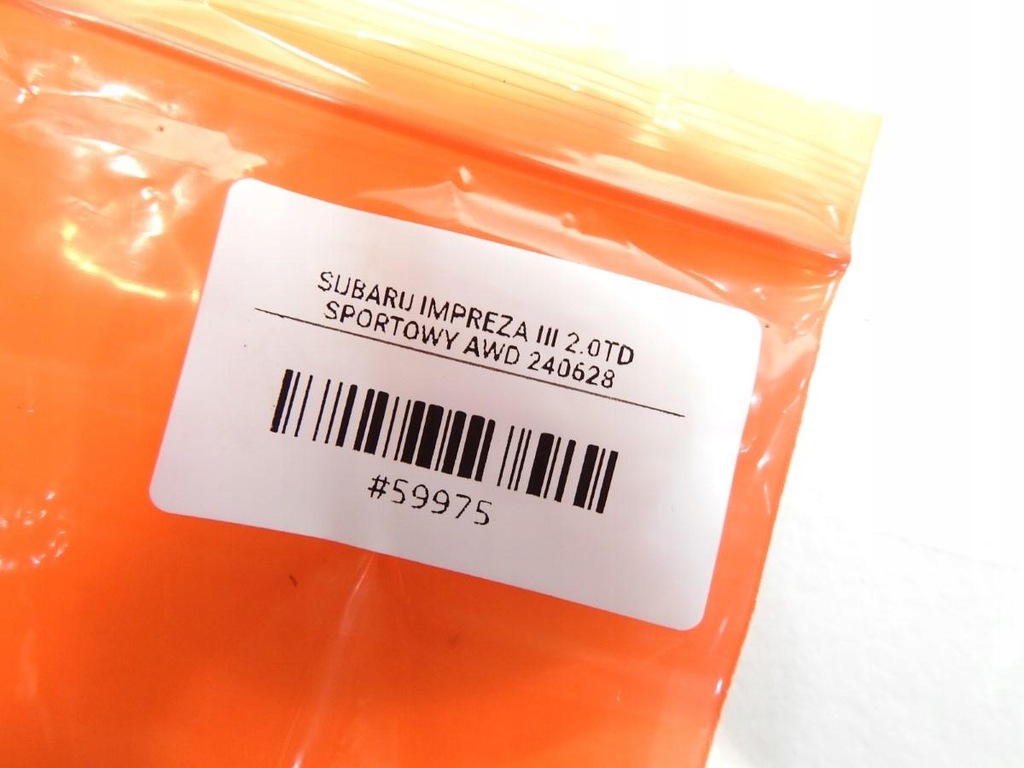 SUBARU IMPREZA III 2.0TD
SPORTOWY AWD 240628
#59975